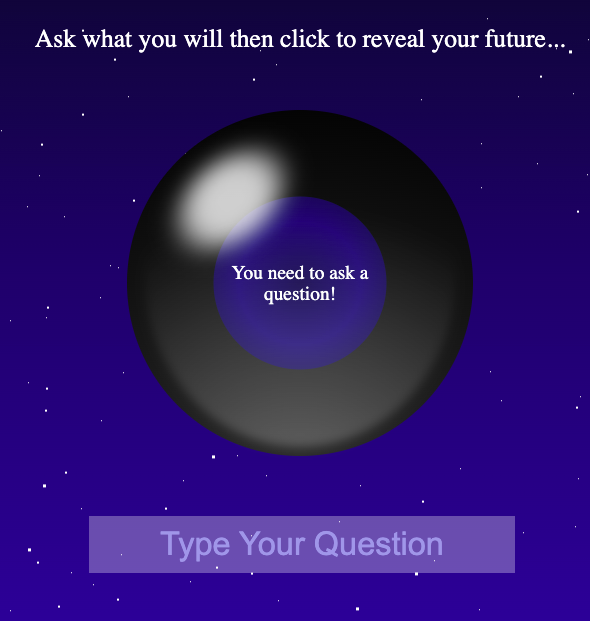 Ask what you will then click to reveal your future...
You need to ask a
question!
Type Your Question